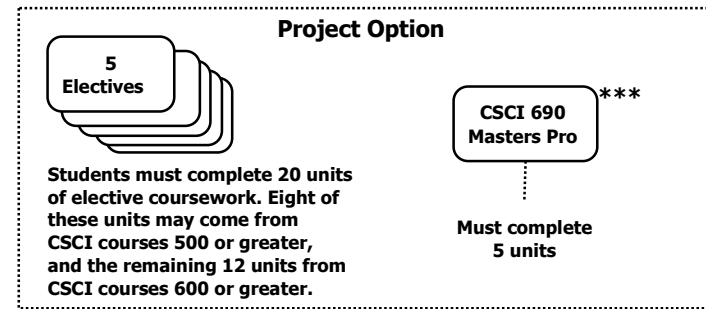 Project Option
5
Electives
Students must complete 20 units
of elective coursework. Eight of
these units may come from
CSCI courses 500 or greater,
and the remaining 12 units from
CSCI courses 600 or greater.
CSCI 690
Masters Pro
***
Must complete
5 units